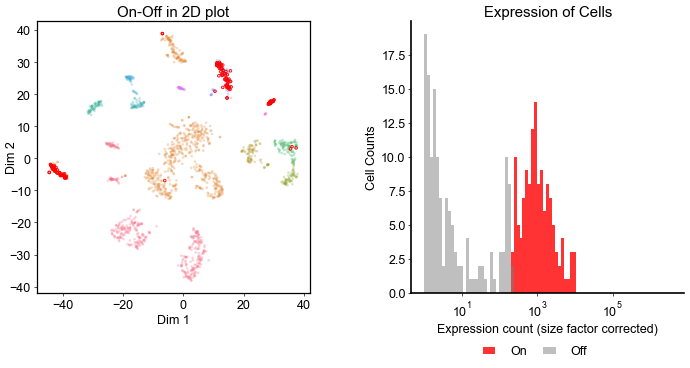 On-Off in 2D plot
40
30
20
10
0
−10
−20
−30
−40
Dim 2
−40 −20 0 20 40
Dim 1
Expression of Cells
17.5
15.0
12.5
10.0
7.5
5.0
2.5
0.0
Cell Counts
10¹ 10³ 10⁵
Expression count (size factor corrected)
On Off